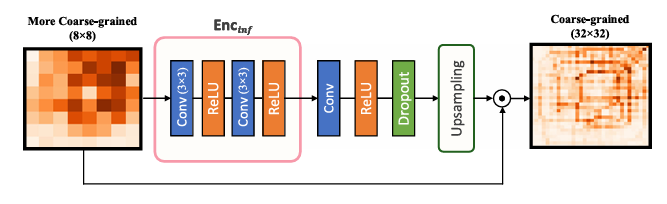 More Coarse-grained
(8×8)
Enc_inf
Coarse-grained
(32×32)
Conv (3×3)
ReLU
Conv (3×3)
ReLU
Conv
ReLU
Dropout
Upsampling